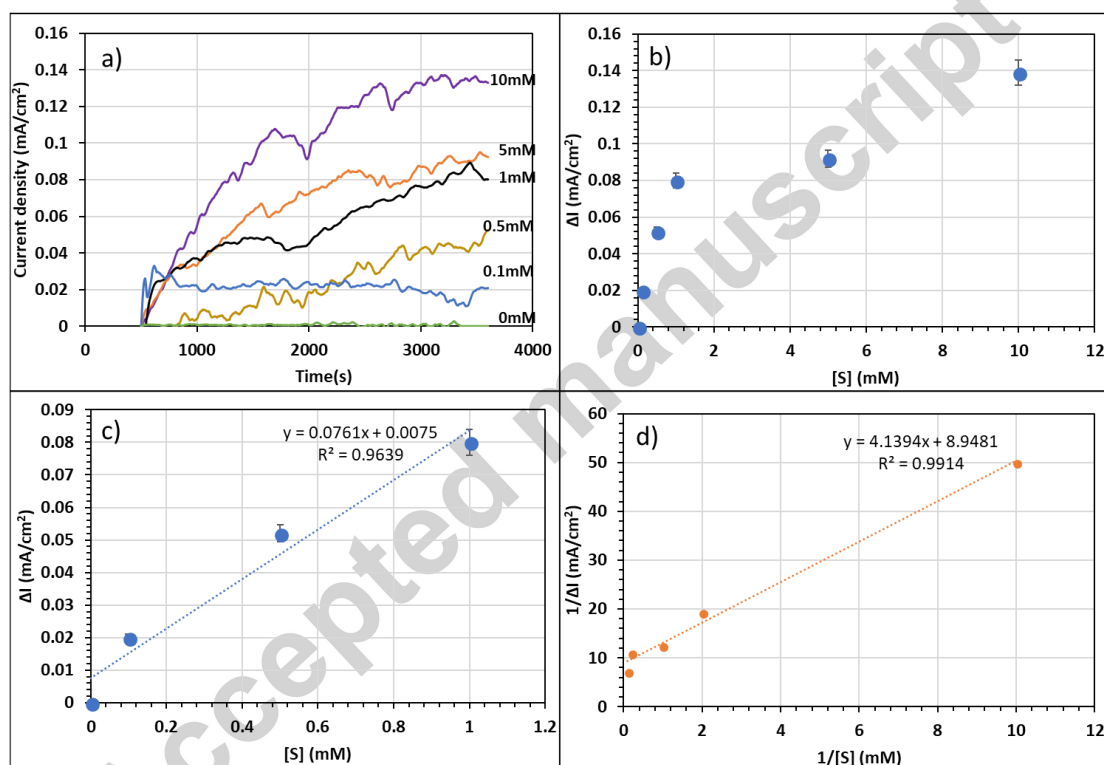 a)
Current density (mA/cm²)
0.16
0.14
0.12
0.1
0.08
0.06
0.04
0.02
0
10mM
5mM
1mM
0.5mM
0.1mM
0mM
0
1000
2000
3000
4000
Time(s)
b)
ΔI (mA/cm²)
0.16
0.14
0.12
0.10
0.08
0.06
0.04
0.02
0.00
0
2
4
6
8
10
12
[S] (mM)
c)
ΔI (mA/cm²)
0.09
0.08
0.07
0.06
0.05
0.04
0.03
0.02
0.01
0
y = 0.0761x + 0.0075
R² = 0.9639
0
0.2
0.4
0.6
0.8
1
1.2
[S] (mM)
d)
1/ΔI (mA/cm²)
60
50
40
30
20
10
0
y = 4.1394x + 8.9481
R² = 0.9914
0
2
4
6
8
10
12
1/[S] (mM)
ccepted manuscript